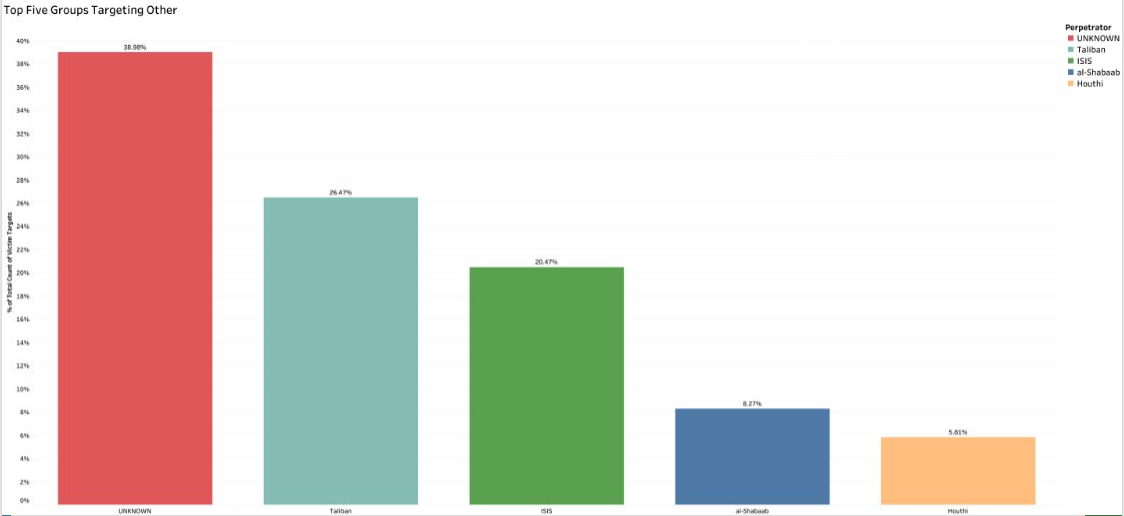 Top Five Groups Targeting Other
Perpetrator
UNKNOWN
Taliban
ISIS
al-Shabaab
Houthi
% of Total Count of Victim Targets
40%
38%
36%
34%
32%
30%
28%
26%
24%
22%
20%
18%
16%
14%
12%
10%
8%
6%
4%
2%
0%
38.98%
26.47%
20.47%
8.27%
5.81%
UNKNOWN Taliban ISIS al-Shabaab Houthi